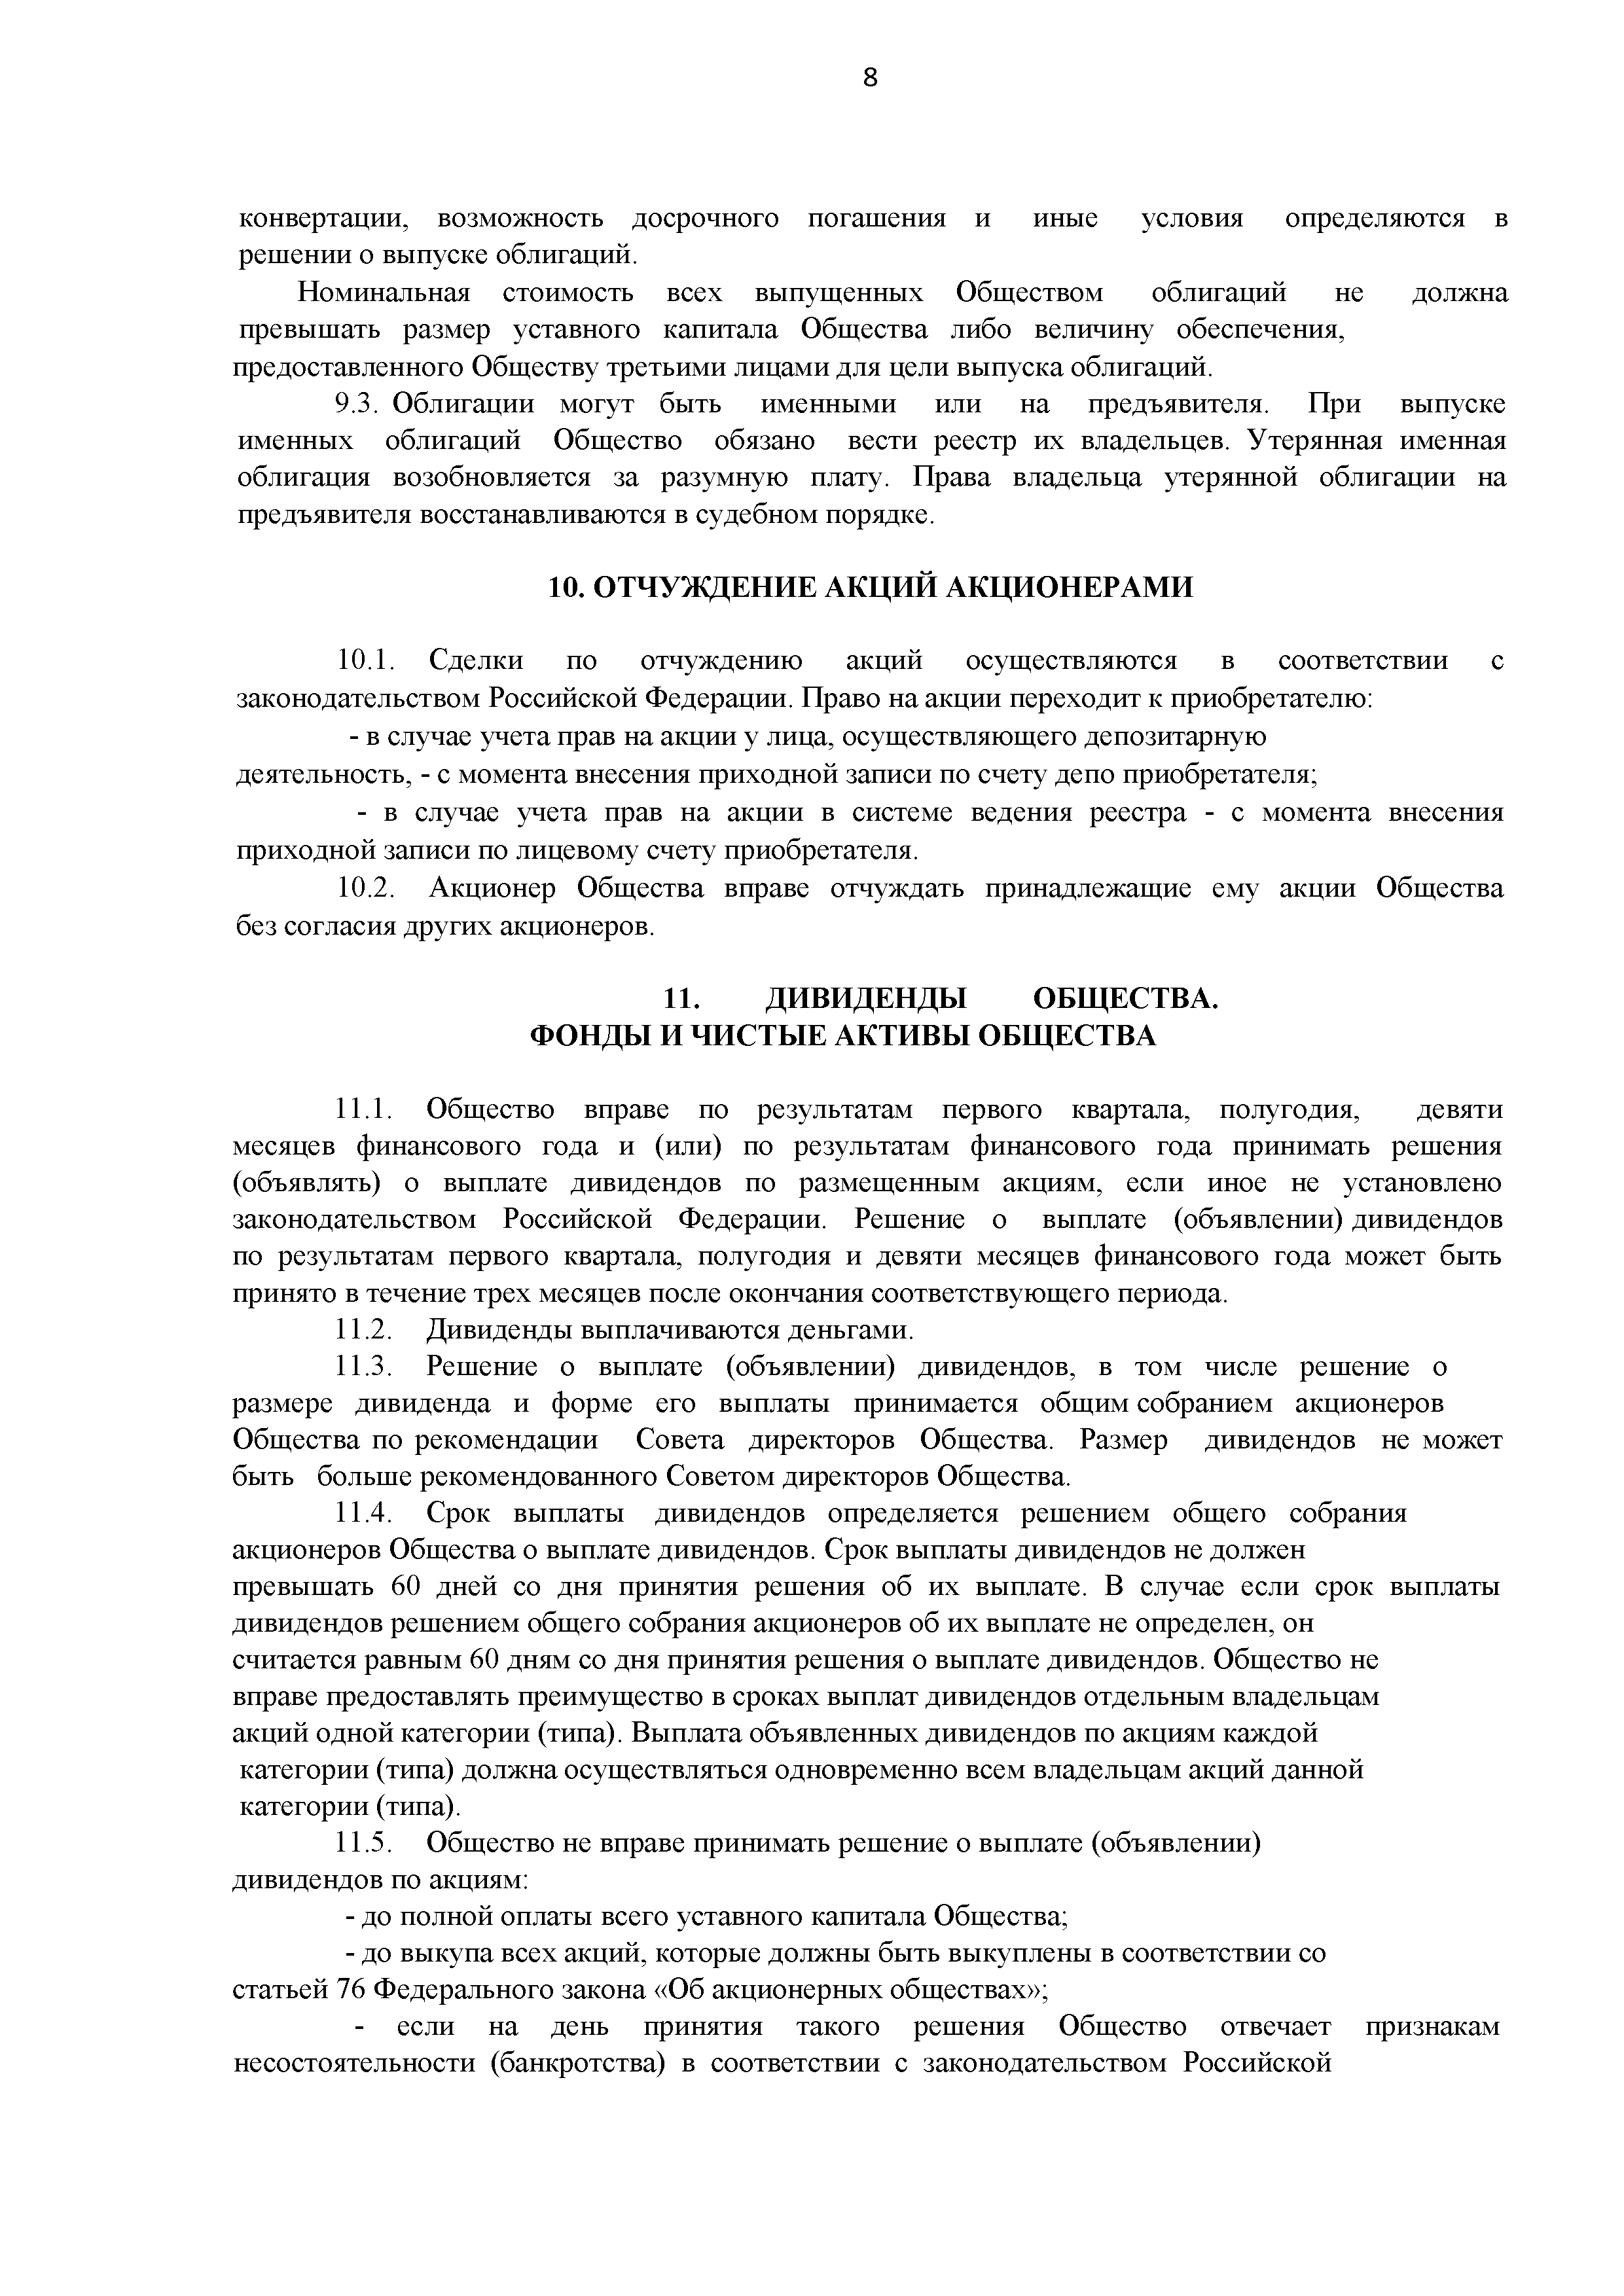 8
конвертации, возможность досрочного погашения и иные условия определяются в
решении о выпуске облигаций.
Номинальная стоимость всех выпущенных Обществом облигаций не должна
превышать размер уставного капитала Общества либо величину обеспечения,
предоставленного Обществу третьими лицами для цели выпуска облигаций.
9.3. Облигации могут быть именными или на предъявителя. При выпуске
именных облигаций Общество обязано вести реестр их владельцев. Утерянная именная
облигация возобновляется за разумную плату. Права владельца утерянной облигации на
предъявителя восстанавливаются в судебном порядке.
10. ОТЧУЖДЕНИЕ АКЦИЙ АКЦИОНЕРАМИ
10.1. Сделки по отчуждению акций осуществляются в соответствии с
законодательством Российской Федерации. Право на акции переходит к приобретателю:
- в случае учета прав на акции у лица, осуществляющего депозитарную
деятельность, - с момента внесения приходной записи по счету депо приобретателя;
- в случае учета прав на акции в системе ведения реестра - с момента внесения
приходной записи по лицевому счету приобретателя.
10.2. Акционер Общества вправе отчуждать принадлежащие ему акции Общества
без согласия других акционеров.
11. ДИВИДЕНДЫ ОБЩЕСТВА.
ФОНДЫ И ЧИСТЫЕ АКТИВЫ ОБЩЕСТВА
11.1. Общество вправе по результатам первого квартала, полугодия, девяти
месяцев финансового года и (или) по результатам финансового года принимать решения
(объявлять) о выплате дивидендов по размещенным акциям, если иное не установлено
законодательством Российской Федерации. Решение о выплате (объявлении) дивидендов
по результатам первого квартала, полугодия и девяти месяцев финансового года может быть
принято в течение трех месяцев после окончания соответствующего периода.
11.2. Дивиденды выплачиваются деньгами.
11.3. Решение о выплате (объявлении) дивидендов, в том числе решение о
размере дивиденда и форме его выплаты принимается общим собранием акционеров
Общества по рекомендации Совета директоров Общества. Размер дивидендов не может
быть больше рекомендованного Советом директоров Общества.
11.4. Срок выплаты дивидендов определяется решением общего собрания
акционеров Общества о выплате дивидендов. Срок выплаты дивидендов не должен
превышать 60 дней со дня принятия решения об их выплате. В случае если срок выплаты
дивидендов решением общего собрания акционеров об их выплате не определен, он
считается равным 60 дням со дня принятия решения о выплате дивидендов. Общество не
вправе предоставлять преимущество в сроках выплат дивидендов отдельным владельцам
акций одной категории (типа). Выплата объявленных дивидендов по акциям каждой
категории (типа) должна осуществляться одновременно всем владельцам акций данной
категории (типа).
11.5. Общество не вправе принимать решение о выплате (объявлении)
дивидендов по акциям:
- до полной оплаты всего уставного капитала Общества;
- до выкупа всех акций, которые должны быть выкуплены в соответствии со
статьей 76 Федерального закона «Об акционерных обществах»;
- если на день принятия такого решения Общество отвечает признакам
несостоятельности (банкротства) в соответствии с законодательством Российской